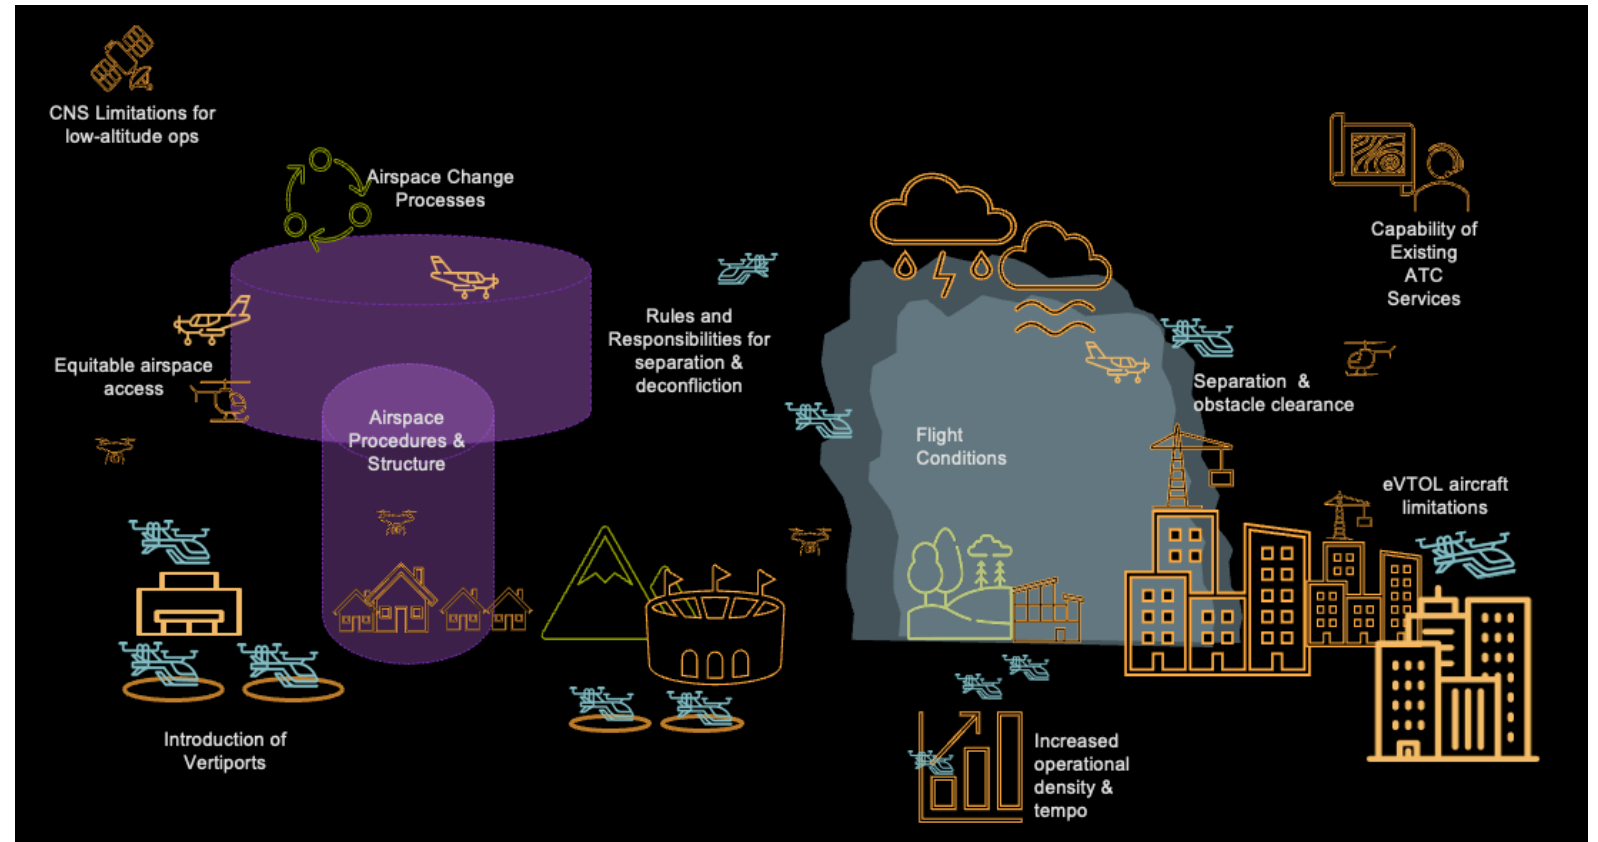 CNS Limitations for
low-altitude ops
Airspace Change
Processes
Capability of
Existing
ATC
Services
Rules and
Responsibilities for
separation &
deconfliction
Equitable airspace
access
Separation &
obstacle clearance
Airspace
Procedures &
Structure
Flight
Conditions
eVTOL aircraft
limitations
Introduction of
Vertiports
Increased
operational
density &
tempo